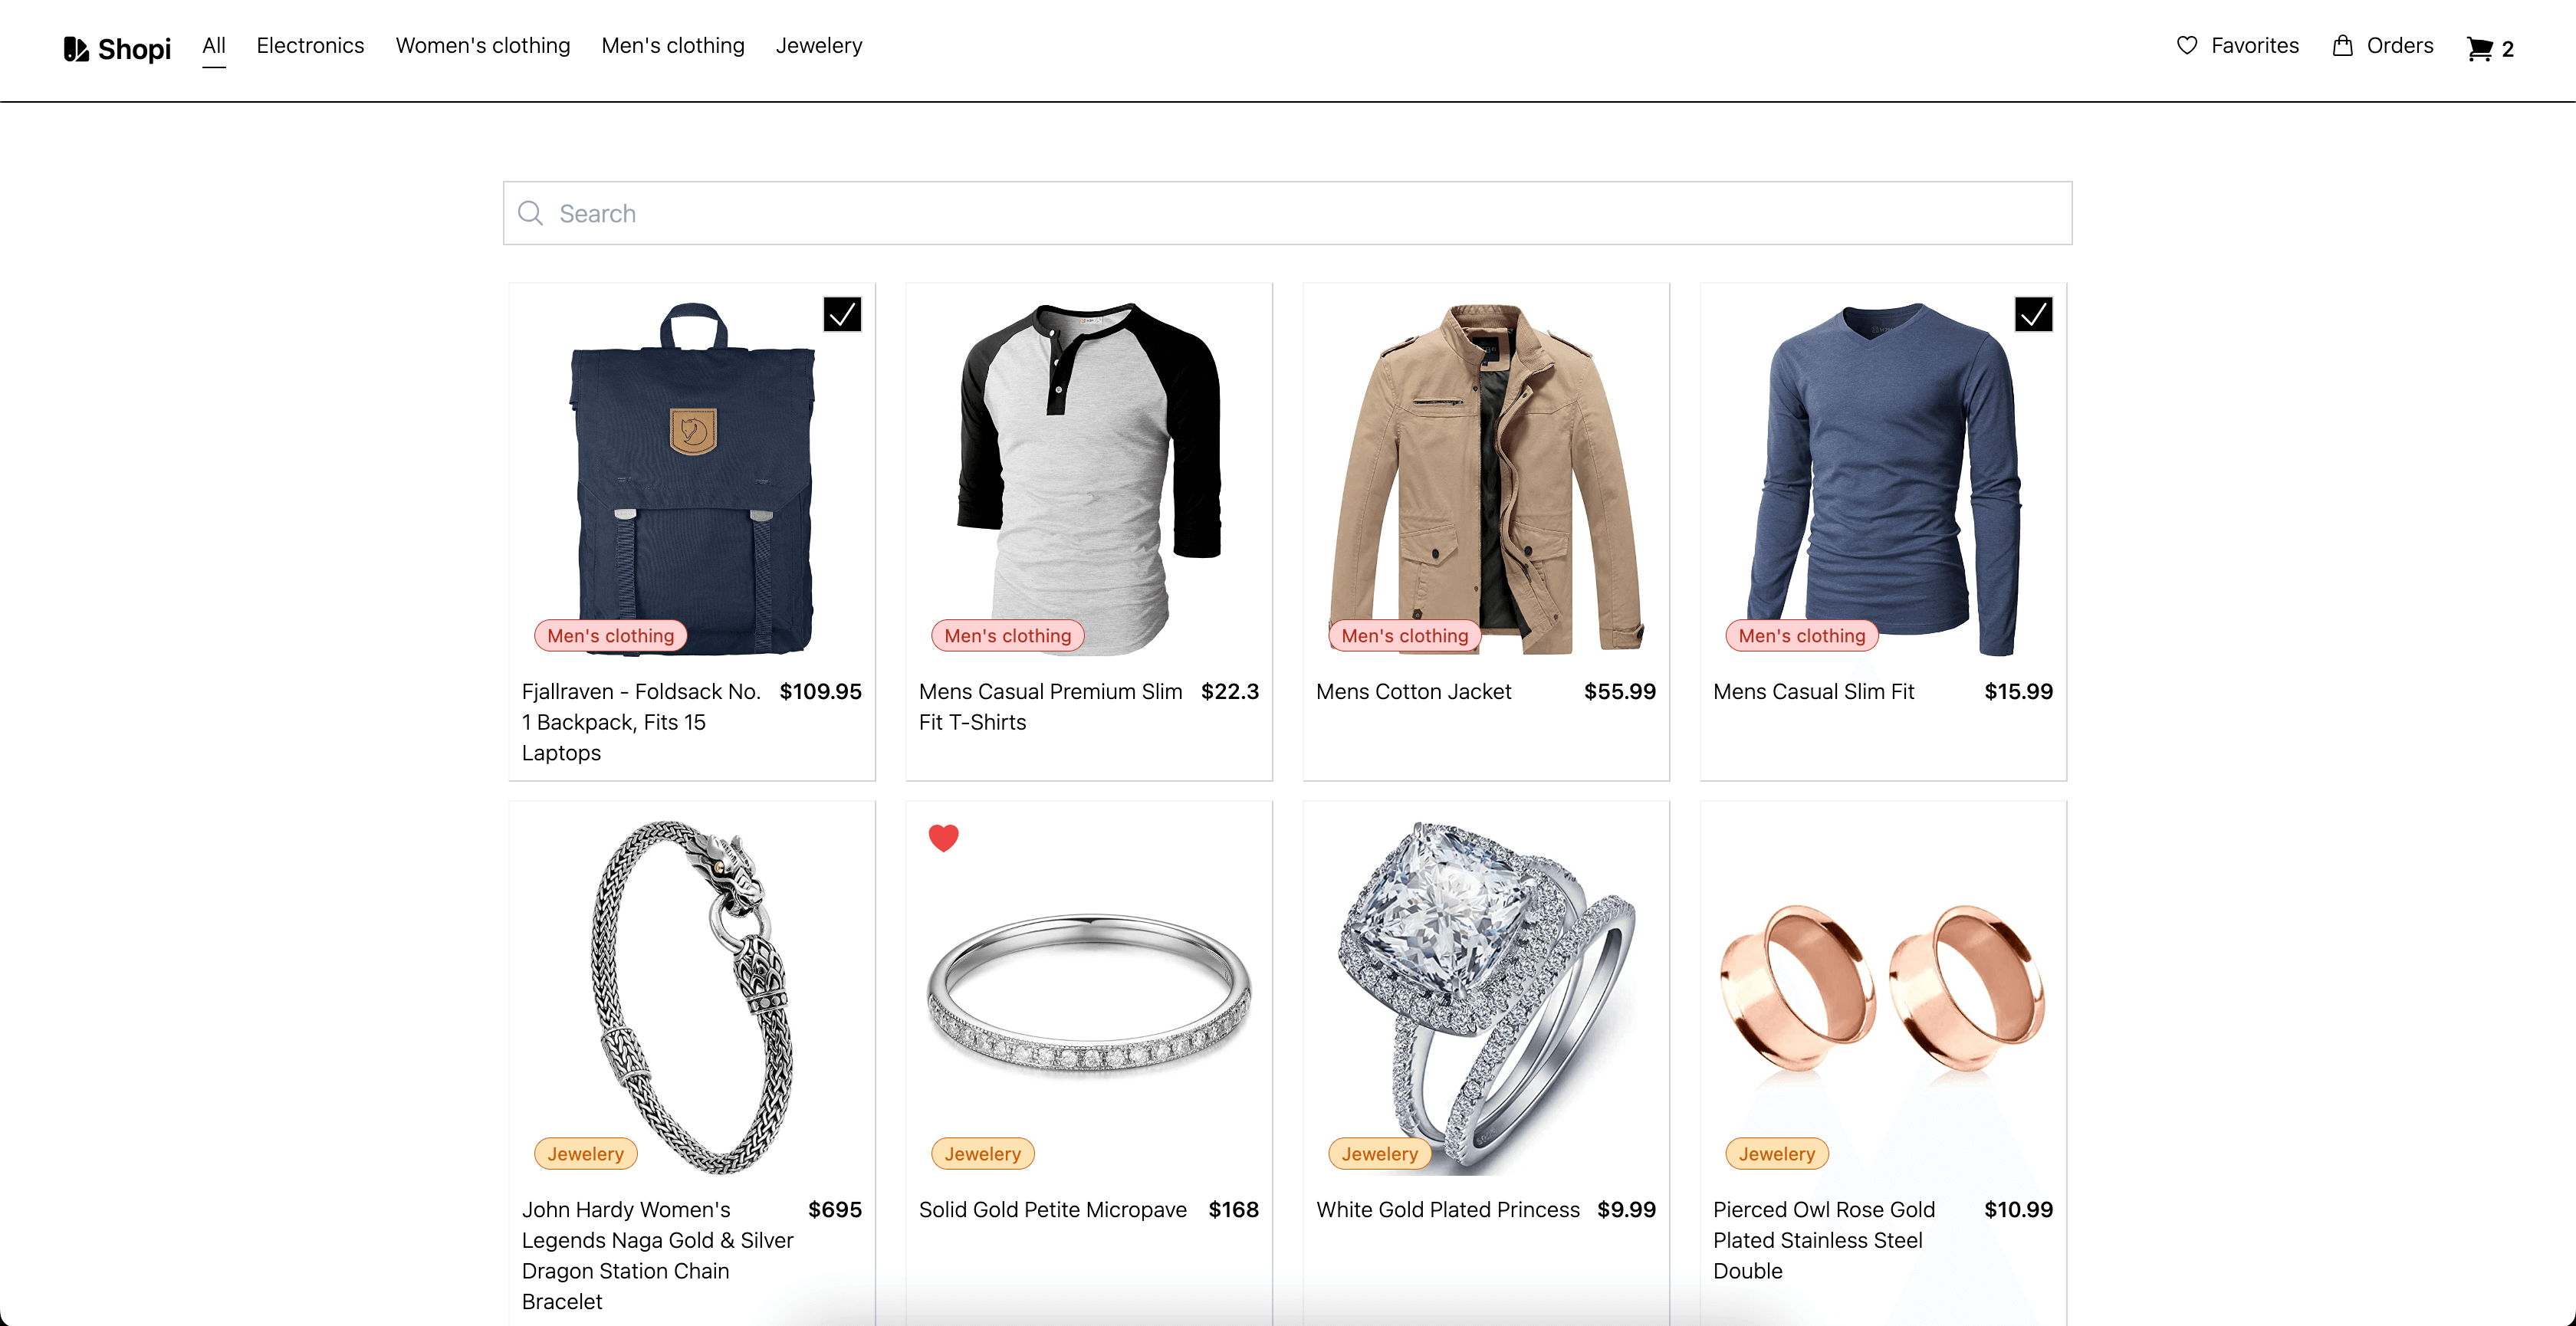 Shopi
All
Electronics
Women's clothing
Men's clothing
Jewelery
Favorites
Orders
2
Search
Men's clothing
Fjallraven - Foldsack No.
1 Backpack, Fits 15
Laptops
$109.95
Men's clothing
Mens Casual Premium Slim
Fit T-Shirts
$22.3
Men's clothing
Mens Cotton Jacket
$55.99
Men's clothing
Mens Casual Slim Fit
$15.99
Jewelery
John Hardy Women's
Legends Naga Gold & Silver
Dragon Station Chain
Bracelet
$695
Jewelery
Solid Gold Petite Micropave
$168
Jewelery
White Gold Plated Princess
$9.99
Jewelery
Pierced Owl Rose Gold
Plated Stainless Steel
Double
$10.99